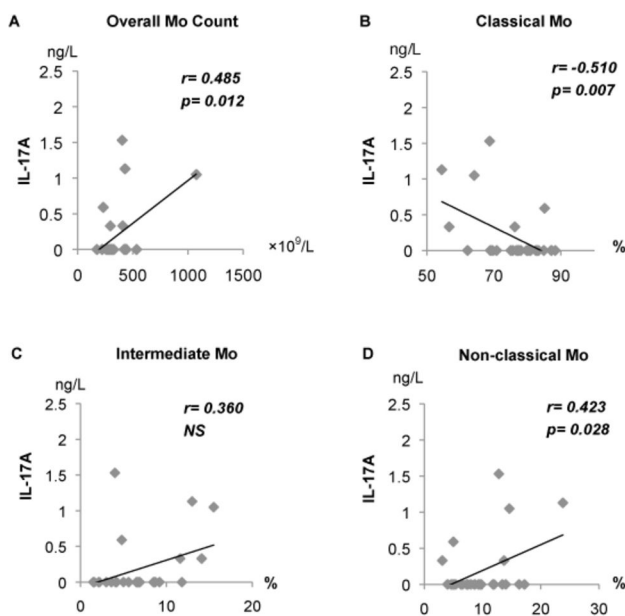 A Overall Mo Count
ng/L
r= 0.485
p= 0.012
IL-17A
2.5
2
1.5
1
0.5
0
0 500 1000 1500
×10⁹/L
B Classical Mo
ng/L
r= -0.510
p= 0.007
IL-17A
2.5
2
1.5
1
0.5
0
50 70 90
%
C Intermediate Mo
ng/L
r= 0.360
NS
IL-17A
2.5
2
1.5
1
0.5
0
0 10 20
%
D Non-classical Mo
ng/L
r= 0.423
p= 0.028
IL-17A
2.5
2
1.5
1
0.5
0
0 10 20 30
%